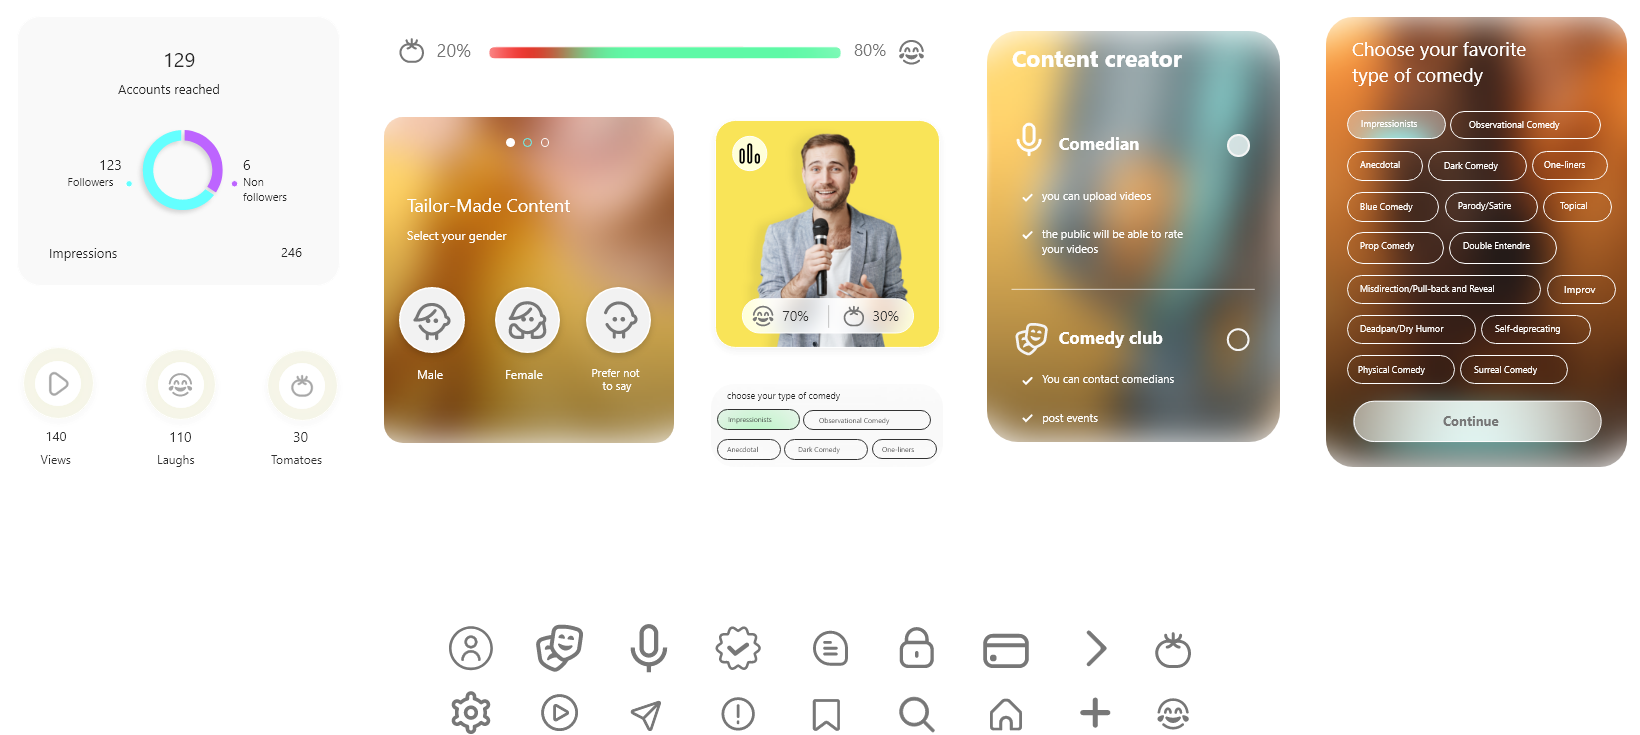 129
Accounts reached
123
Followers
6
Non
followers
Impressions
246
140
Views
110
Laughs
30
Tomatoes
20%
80%
Tailor-Made Content
Select your gender
Male
Female
Prefer not
to say
70%
30%
choose your type of comedy
Impressionists
Observational Comedy
Anecdotal
Dark Comedy
One-liners
Content creator
Comedian
you can upload videos
the public will be able to rate
your videos
Comedy club
You can contact comedians
post events
Choose your favorite
type of comedy
Impressionists
Observational Comedy
Anecdotal
Dark Comedy
One-liners
Blue Comedy
Parody/Satire
Topical
Prop Comedy
Double Entendre
Misdirection/Pull-back and Reveal
Improv
Deadpan/Dry Humor
Self-deprecating
Physical Comedy
Surreal Comedy
Continue